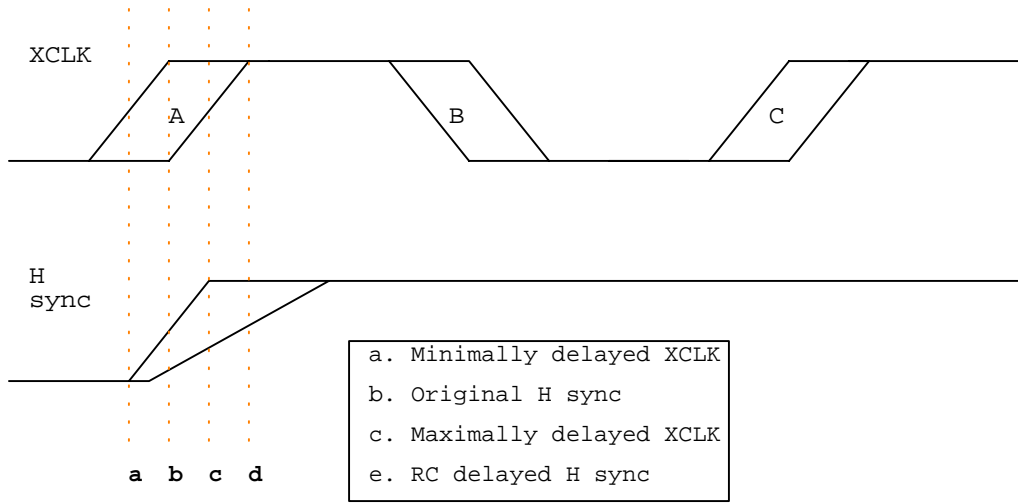 XCLK
A
B
C
H
sync
a. Minimally delayed XCLK
b. Original H sync
c. Maximally delayed XCLK
e. RC delayed H sync
a b c d